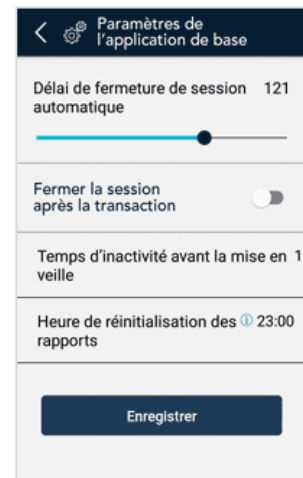 Paramètres de
l'application de base
Délai de fermeture de session 121
automatique
Fermer la session
après la transaction
Temps d'inactivité avant la mise en 1
veille
Heure de réinitialisation des 23:00
rapports
Enregistrer